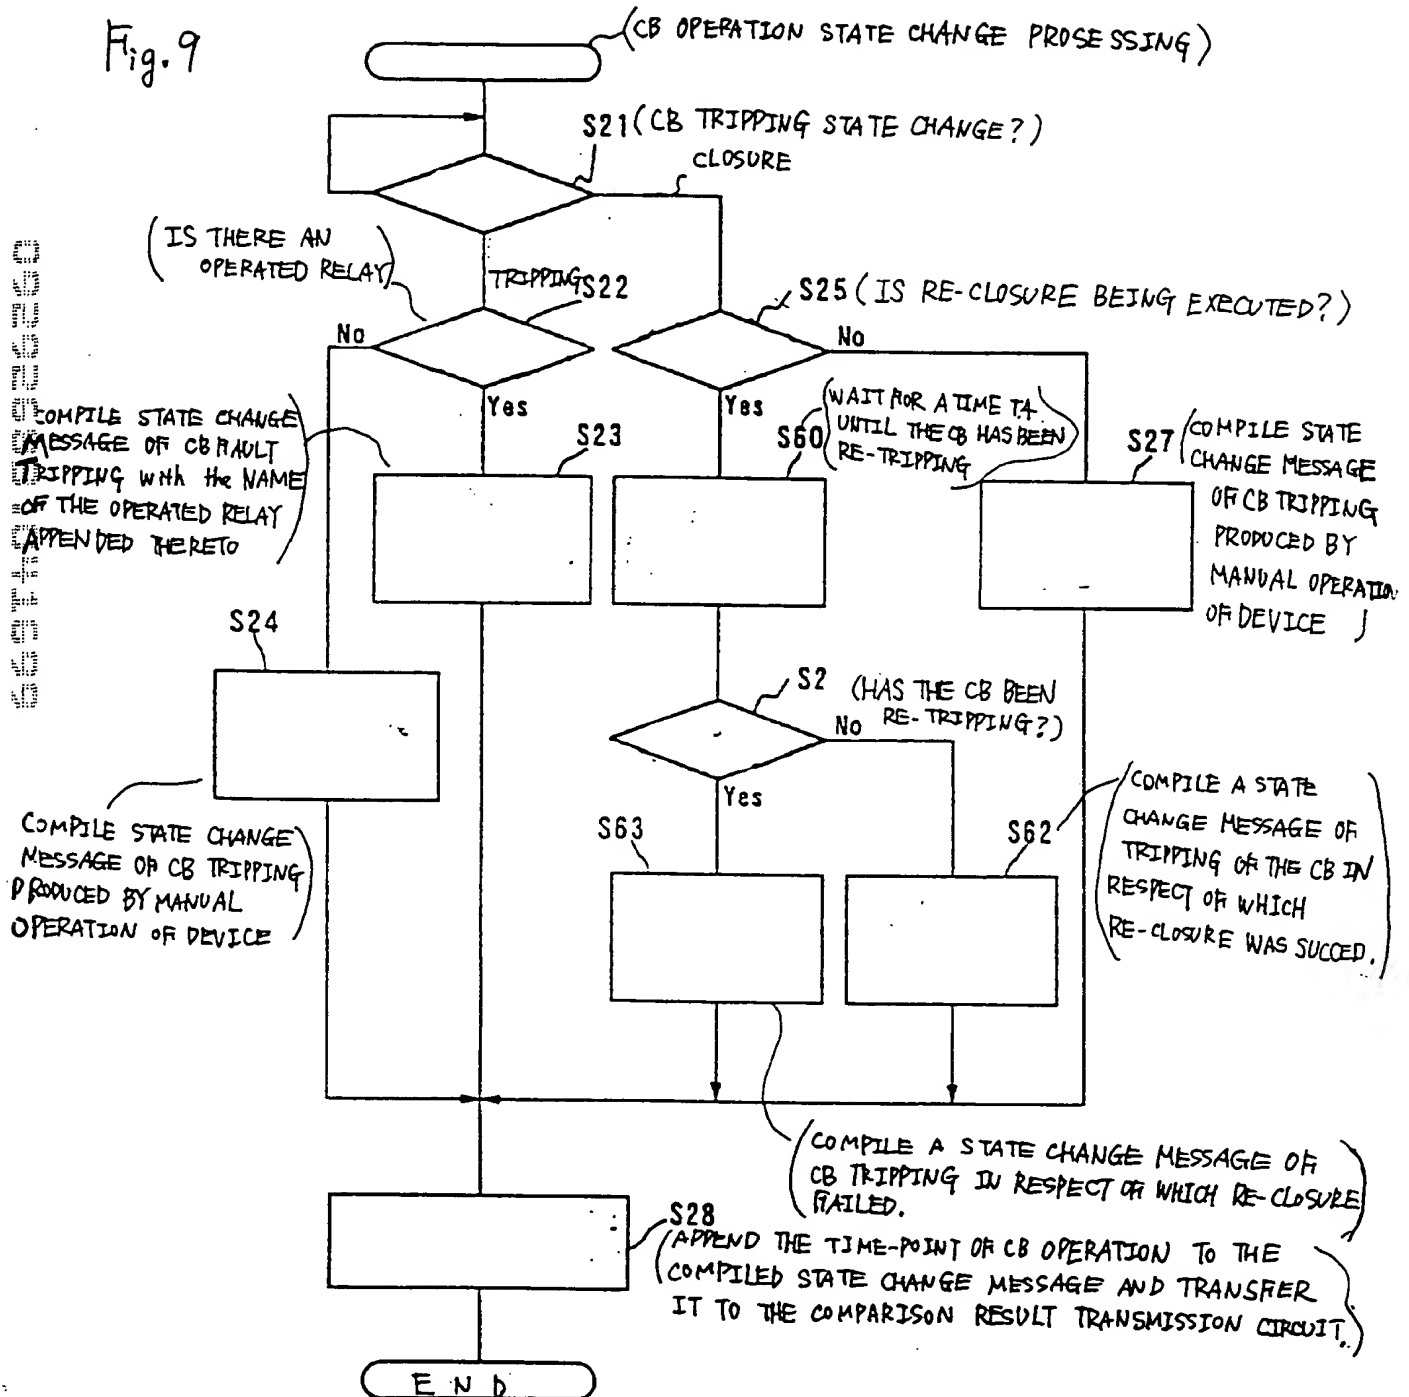 Fig. 9
(CB OPERATION STATE CHANGE PROSESSING)
S21 (CB TRIPPING STATE CHANGE?)
CLOSURE
(IS THERE AN
OPERATED RELAY)
TRIPPING
S22
S25 (IS RE-CLOSURE BEING EXECUTED?)
No
Yes
No
Yes
COMPILE STATE CHANGE
MESSAGE OF CB FAULT
TRIPPING with the NAME
OF THE OPERATED RELAY
APPENDED THERETO
S23
S60
(WAIT FOR A TIME T4
UNTIL THE CB HAS BEEN
RE-TRIPPING)
S27
(COMPILE STATE
CHANGE MESSAGE
OF CB TRIPPING
PRODUCED BY
MANUAL OPERATION
OF DEVICE)
S24
COMPILE STATE CHANGE
MESSAGE OF CB TRIPPING
PRODUCED BY MANUAL
OPERATION OF DEVICE
S2
(HAS THE CB BEEN
RE-TRIPPING?)
No
Yes
S63
S62
(COMPILE A STATE
CHANGE MESSAGE OF
TRIPPING OF THE CB IN
RESPECT OF WHICH
RE-CLOSURE WAS SUCCED.)
(COMPILE A STATE CHANGE MESSAGE OF
CB TRIPPING IN RESPECT OF WHICH RE-CLOSURE
FAILED.)
S28
(APPEND THE TIME-POINT OF CB OPERATION TO THE
COMPILED STATE CHANGE MESSAGE AND TRANSFER
IT TO THE COMPARISON RESULT TRANSMISSION CIRCUIT.)
END